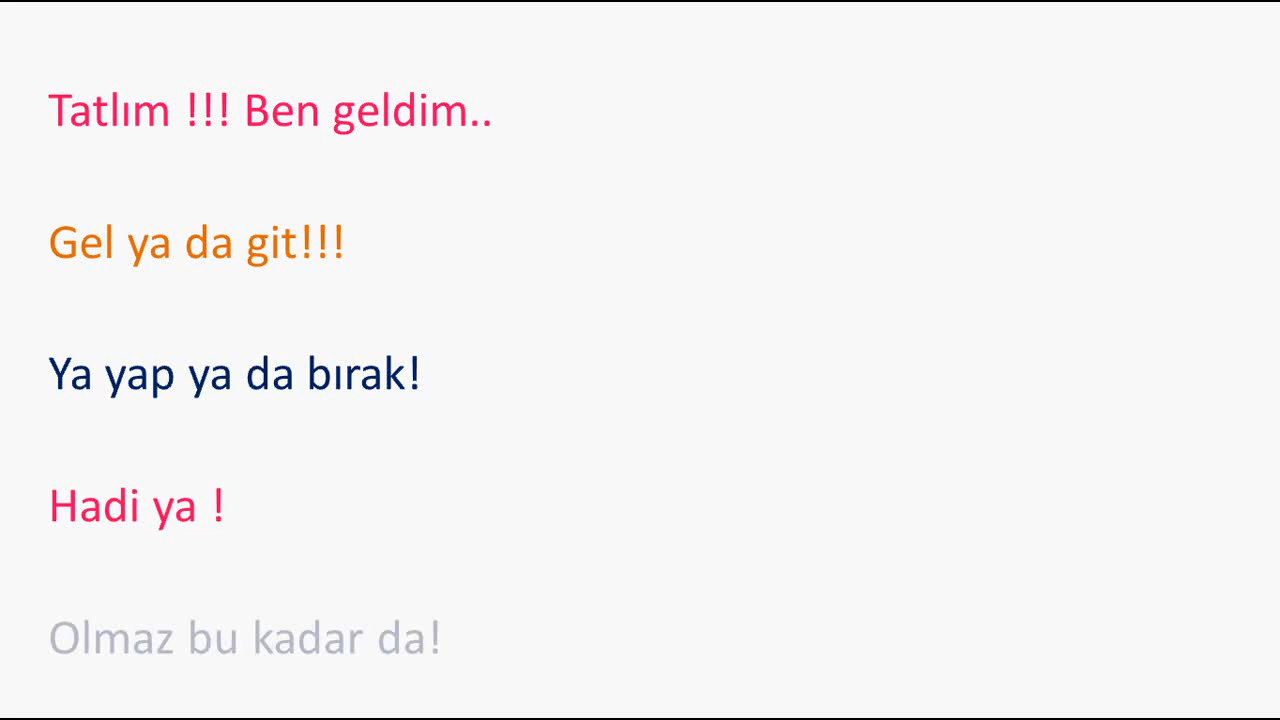 Tatlım !!! Ben geldim..
Gel ya da git!!!
Ya yap ya da bırak!
Hadi ya !
Olmaz bu kadar da!